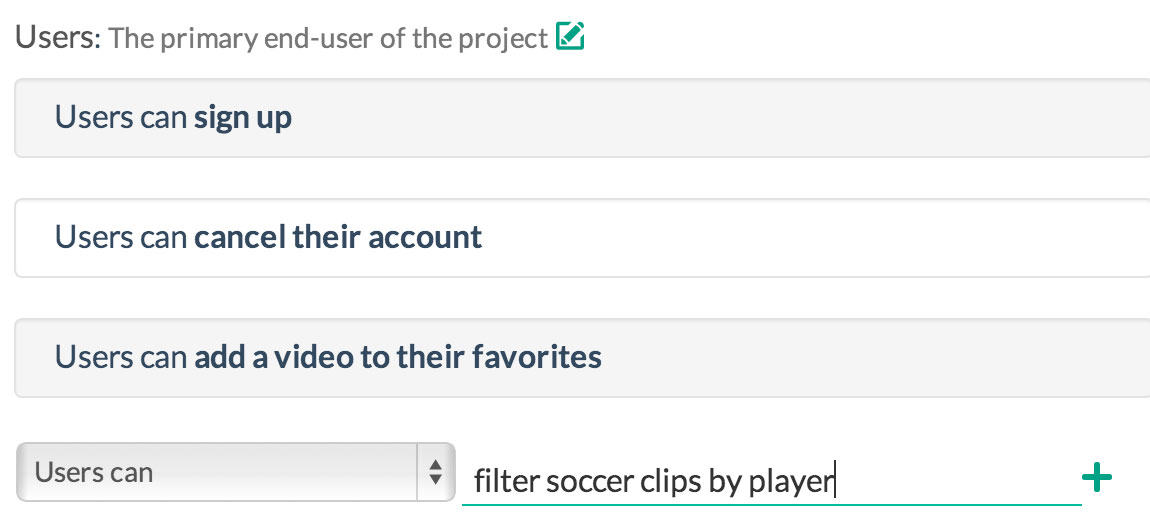 Users: The primary end-user of the project
Users can sign up
Users can cancel their account
Users can add a video to their favorites
Users can filter soccer clips by player